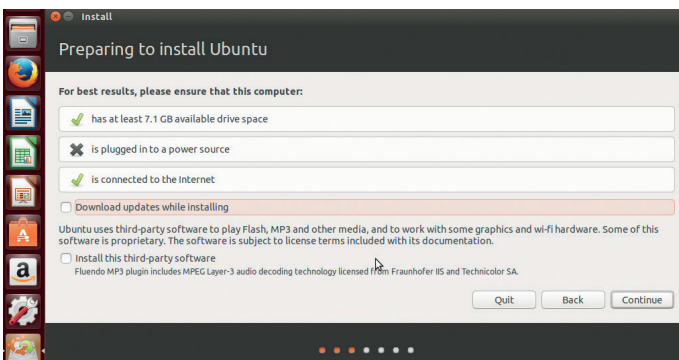 Install
Preparing to install Ubuntu
For best results, please ensure that this computer:
has at least 7.1 GB available drive space
is plugged in to a power source
is connected to the Internet
Download updates while installing
Ubuntu uses third-party software to play Flash, MP3 and other media, and to work with some graphics and wi-fi hardware. Some of this
software is proprietary. The software is subject to license terms included with its documentation.
Install this third-party software
Fluendo MP3 plugin includes MPEG Layer-3 audio decoding technology licensed from Fraunhofer IIS and Technicolor SA.
Quit Back Continue